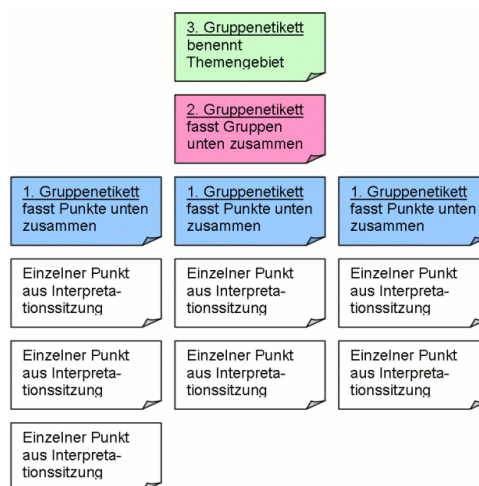 3. Gruppenetikett
benennt
Themengebiet
2. Gruppenetikett
fasst Gruppen
unten zusammen
1. Gruppenetikett
fasst Punkte unten
zusammen
1. Gruppenetikett
fasst Punkte unten
zusammen
1. Gruppenetikett
fasst Punkte unten
zusammen
Einzelner Punkt
aus Interpreta-
tionssitzung
Einzelner Punkt
aus Interpreta-
tionssitzung
Einzelner Punkt
aus Interpreta-
tionssitzung
Einzelner Punkt
aus Interpreta-
tionssitzung
Einzelner Punkt
aus Interpreta-
tionssitzung
Einzelner Punkt
aus Interpreta-
tionssitzung
Einzelner Punkt
aus Interpreta-
tionssitzung